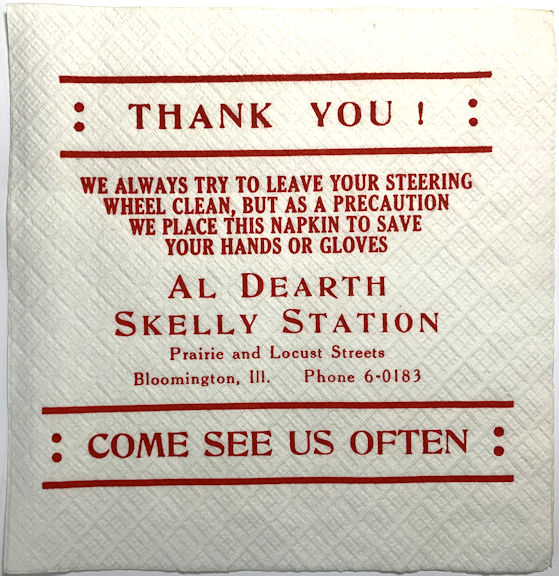 : THANK YOU ! :
WE ALWAYS TRY TO LEAVE YOUR STEERING
WHEEL CLEAN, BUT AS A PRECAUTION
WE PLACE THIS NAPKIN TO SAVE
YOUR HANDS OR GLOVES
AL DEARTH
SKELLY STATION
Prairie and Locust Streets
Bloomington, Ill. Phone 6-0183
: COME SEE US OFTEN :